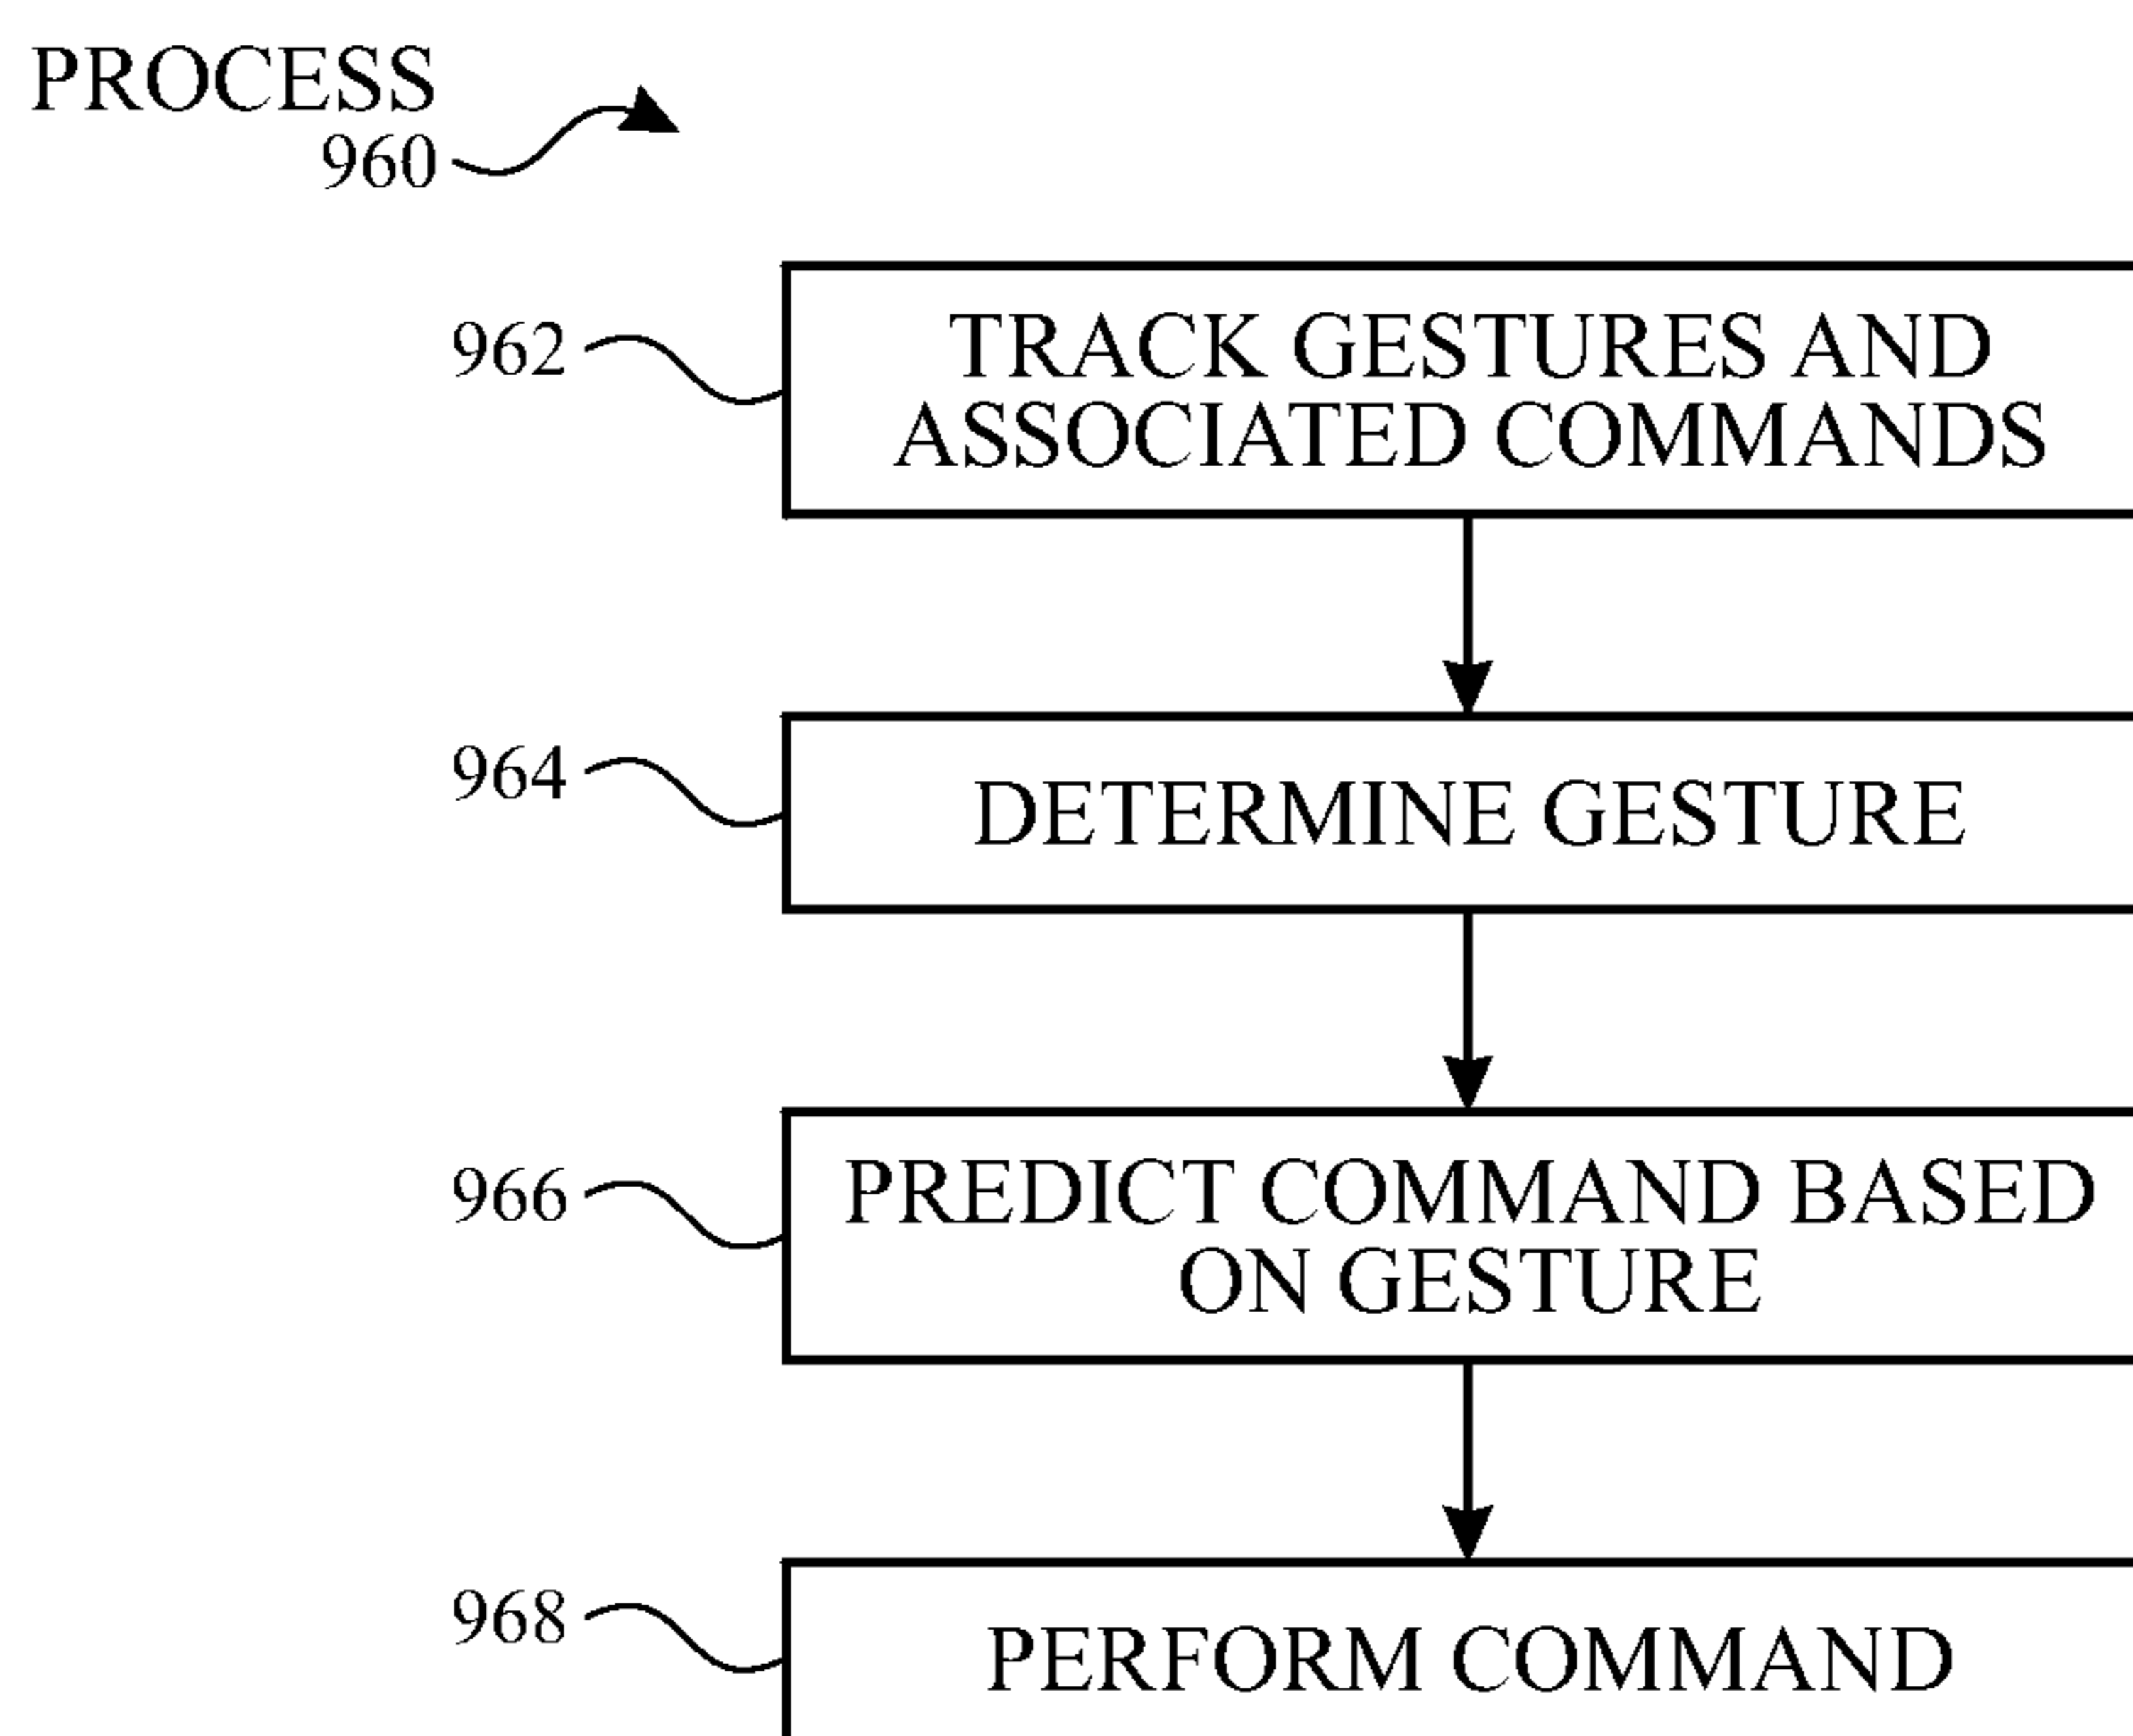 PROCESS
960
962
TRACK GESTURES AND
ASSOCIATED COMMANDS
964
DETERMINE GESTURE
966
PREDICT COMMAND BASED
ON GESTURE
968
PERFORM COMMAND